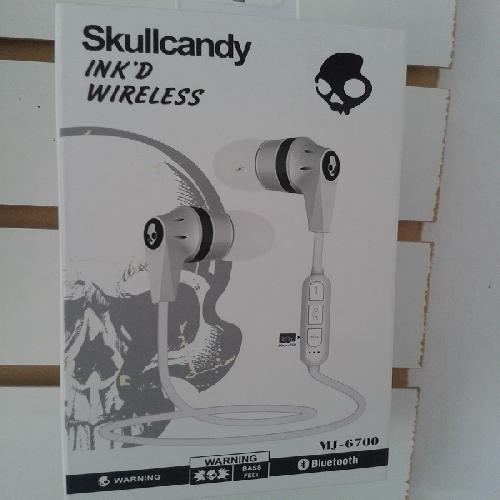 Skullcandy
INK'D
WIRELESS
MJ-6700
WARNING
WARNING
BASS
FEEL
Bluetooth